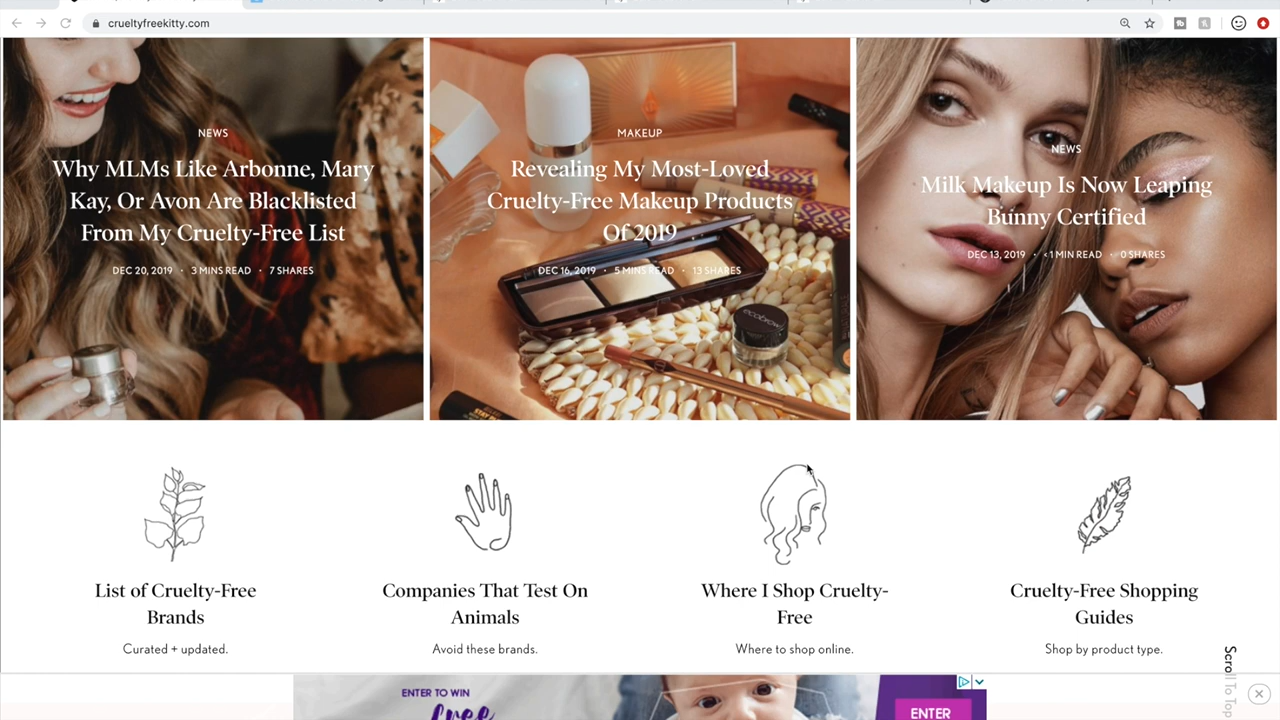 crueltyfreekitty.com
NEWS
Why MLMs Like Arbonne, Mary
Kay, Or Avon Are Blacklisted
From My Cruelty-Free List
DEC 20, 2019 · 3 MINS READ · 7 SHARES
MAKEUP
Revealing My Most-Loved
Cruelty-Free Makeup Products
Of 2019
DEC 16, 2019 · 5 MINS READ · 13 SHARES
ecobrow
NEWS
Milk Makeup Is Now Leaping
Bunny Certified
DEC 13, 2019 · < 1 MIN READ · 0 SHARES
List of Cruelty-Free
Brands
Curated + updated.
Companies That Test On
Animals
Avoid these brands.
Where I Shop Cruelty-
Free
Where to shop online.
Cruelty-Free Shopping
Guides
Shop by product type.
Scroll To Top
ENTER TO WIN
free
ENTER